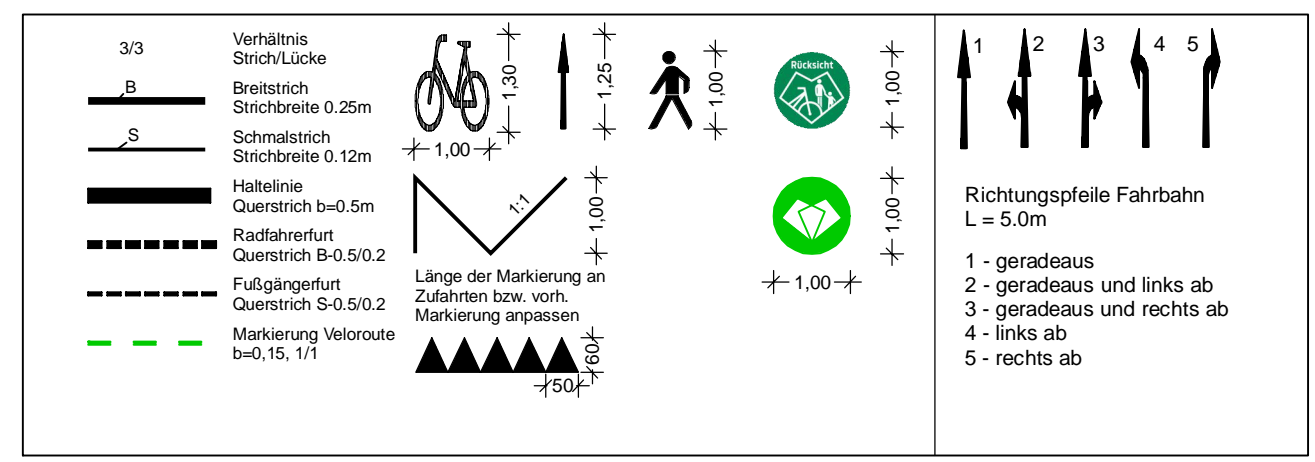 3/3
Verhältnis
Strich/Lücke
B
Breitstrich
Strichbreite 0.25m
S
Schmalstrich
Strichbreite 0.12m
Haltelinie
Querstrich b=0.5m
Radfahrerfurt
Querstrich B-0.5/0.2
Fußgängerfurt
Querstrich S-0.5/0.2
Markierung Veloroute
b=0,15, 1/1
1,30
1,00
1,25
1,00
Rücksicht
1,00
1:1
1,00
Länge der Markierung an
Zufahrten bzw. vorh.
Markierung anpassen
60
50
1,00
1,00
1 2 3 4 5
Richtungspfeile Fahrbahn
L = 5.0m
1 - geradeaus
2 - geradeaus und links ab
3 - geradeaus und rechts ab
4 - links ab
5 - rechts ab